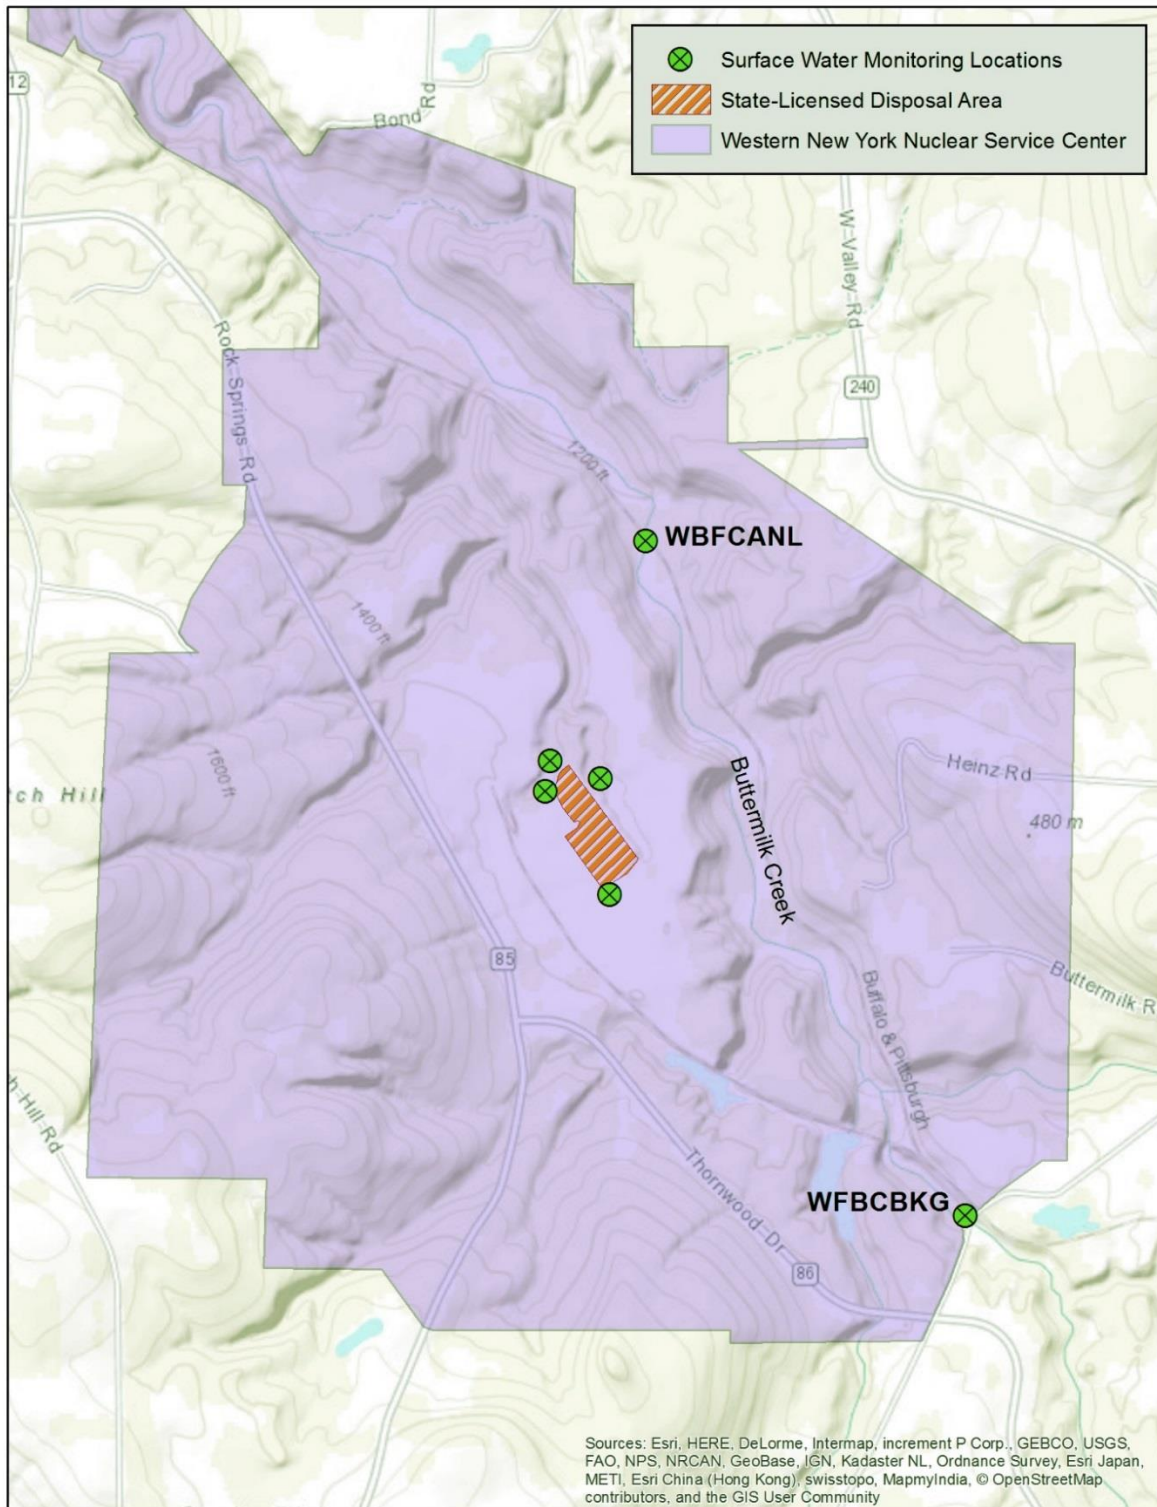 Surface Water Monitoring Locations
State-Licensed Disposal Area
Western New York Nuclear Service Center
12
Bond Rd
W-Valley-Rd
240
Rock-Springs-Rd
1200 ft
WBFCANL
1400 ft
1600 ft
tch Hill
Heinz Rd
480 m
Buttermilk Creek
85
Buttermilk R
Buffalo & Pittsburgh
h-Hill-Rd
Thornwood-Dr
WFBCBKG
86
Sources: Esri, HERE, DeLorme, Intermap, increment P Corp., GEBCO, USGS,
FAO, NPS, NRCAN, GeoBase, IGN, Kadaster NL, Ordnance Survey, Esri Japan,
METI, Esri China (Hong Kong), swisstopo, MapmyIndia, © OpenStreetMap
contributors, and the GIS User Community